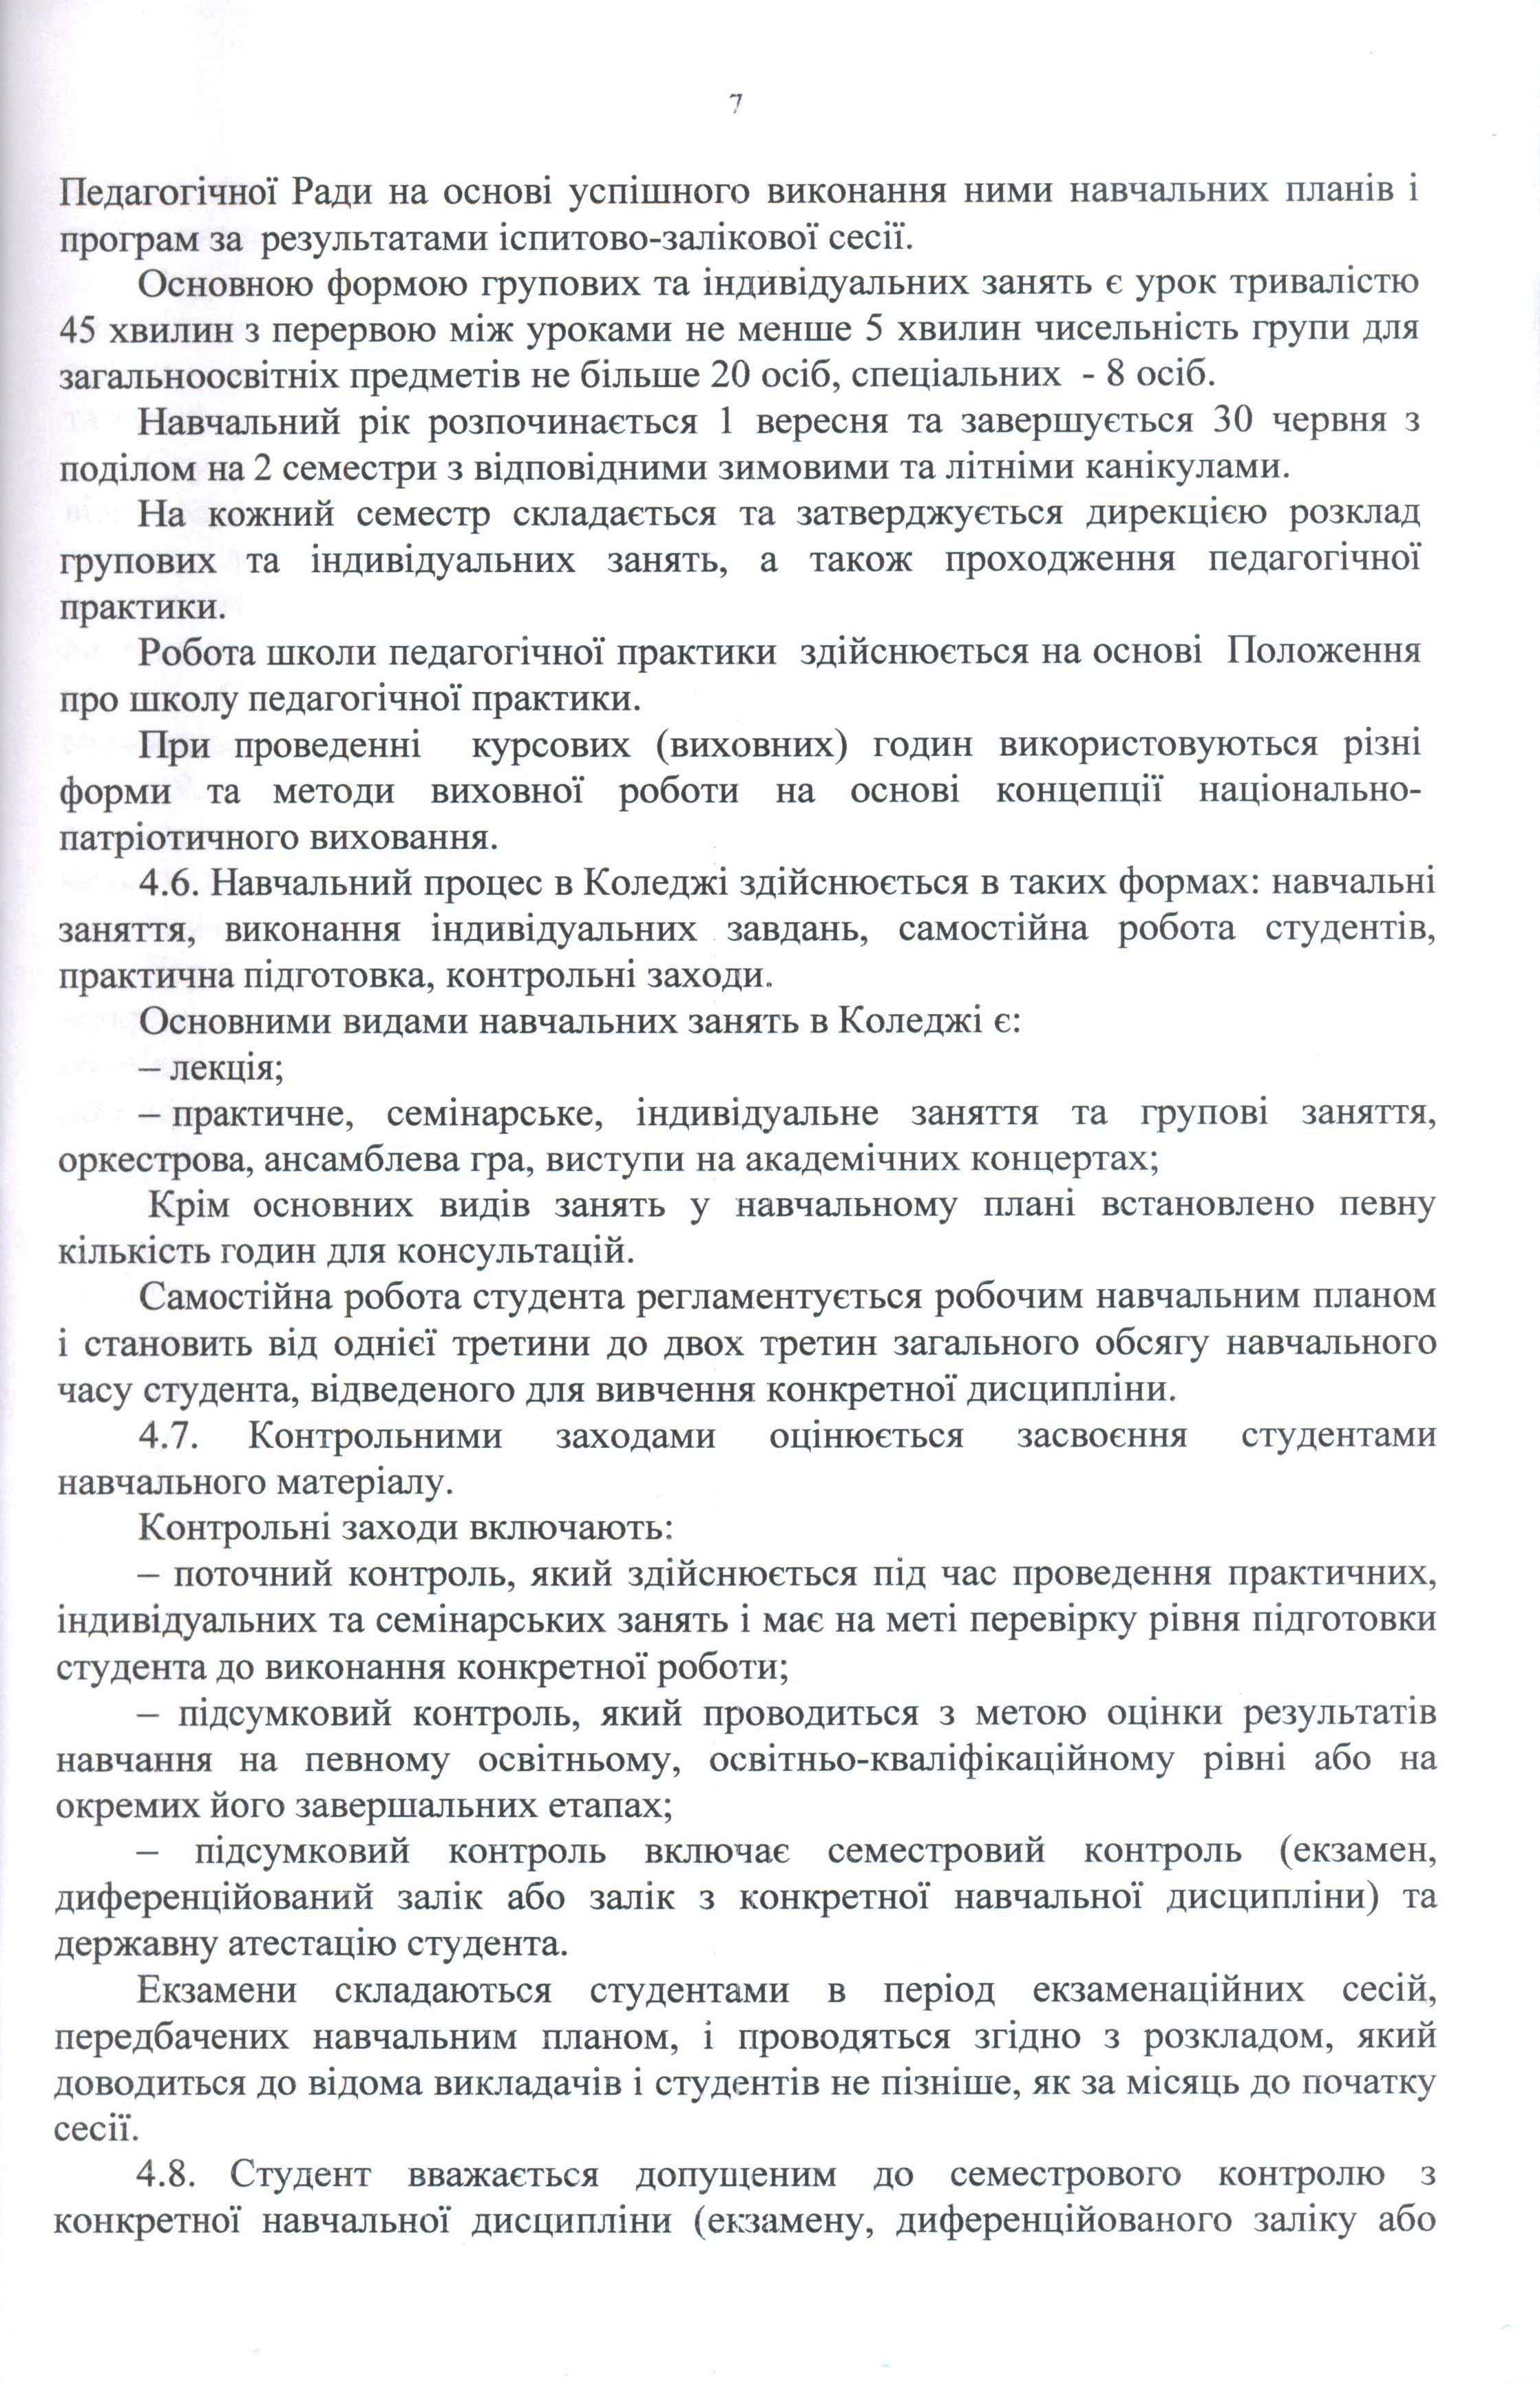 7
Педагогічної Ради на основі успішного виконання ними навчальних планів і
програм за результатами іспитово-залікової сесії.
Основною формою групових та індивідуальних занять є урок тривалістю
45 хвилин з перервою між уроками не менше 5 хвилин чисельність групи для
загальноосвітніх предметів не більше 20 осіб, спеціальних - 8 осіб.
Навчальний рік розпочинається 1 вересня та завершується 30 червня з
поділом на 2 семестри з відповідними зимовими та літніми канікулами.
На кожний семестр складається та затверджується дирекцією розклад
групових та індивідуальних занять, а також проходження педагогічної
практики.
Робота школи педагогічної практики здійснюється на основі Положення
про школу педагогічної практики.
При проведенні курсових (виховних) годин використовуються різні
форми та методи виховної роботи на основі концепції національно-
патріотичного виховання.
4.6. Навчальний процес в Коледжі здійснюється в таких формах: навчальні
заняття, виконання індивідуальних завдань, самостійна робота студентів,
практична підготовка, контрольні заходи.
Основними видами навчальних занять в Коледжі є:
– лекція;
– практичне, семінарське, індивідуальне заняття та групові заняття,
оркестрова, ансамблева гра, виступи на академічних концертах;
Крім основних видів занять у навчальному плані встановлено певну
кількість годин для консультацій.
Самостійна робота студента регламентується робочим навчальним планом
і становить від однієї третини до двох третин загального обсягу навчального
часу студента, відведеного для вивчення конкретної дисципліни.
4.7. Контрольними заходами оцінюється засвоєння студентами
навчального матеріалу.
Контрольні заходи включають:
– поточний контроль, який здійснюється під час проведення практичних,
індивідуальних та семінарських занять і має на меті перевірку рівня підготовки
студента до виконання конкретної роботи;
– підсумковий контроль, який проводиться з метою оцінки результатів
навчання на певному освітньому, освітньо-кваліфікаційному рівні або на
окремих його завершальних етапах;
– підсумковий контроль включає семестровий контроль (екзамен,
диференційований залік або залік з конкретної навчальної дисципліни) та
державну атестацію студента.
Екзамени складаються студентами в період екзаменаційних сесій,
передбачених навчальним планом, і проводяться згідно з розкладом, який
доводиться до відома викладачів і студентів не пізніше, як за місяць до початку
сесії.
4.8. Студент вважається допущеним до семестрового контролю з
конкретної навчальної дисципліни (екзамену, диференційованого заліку або